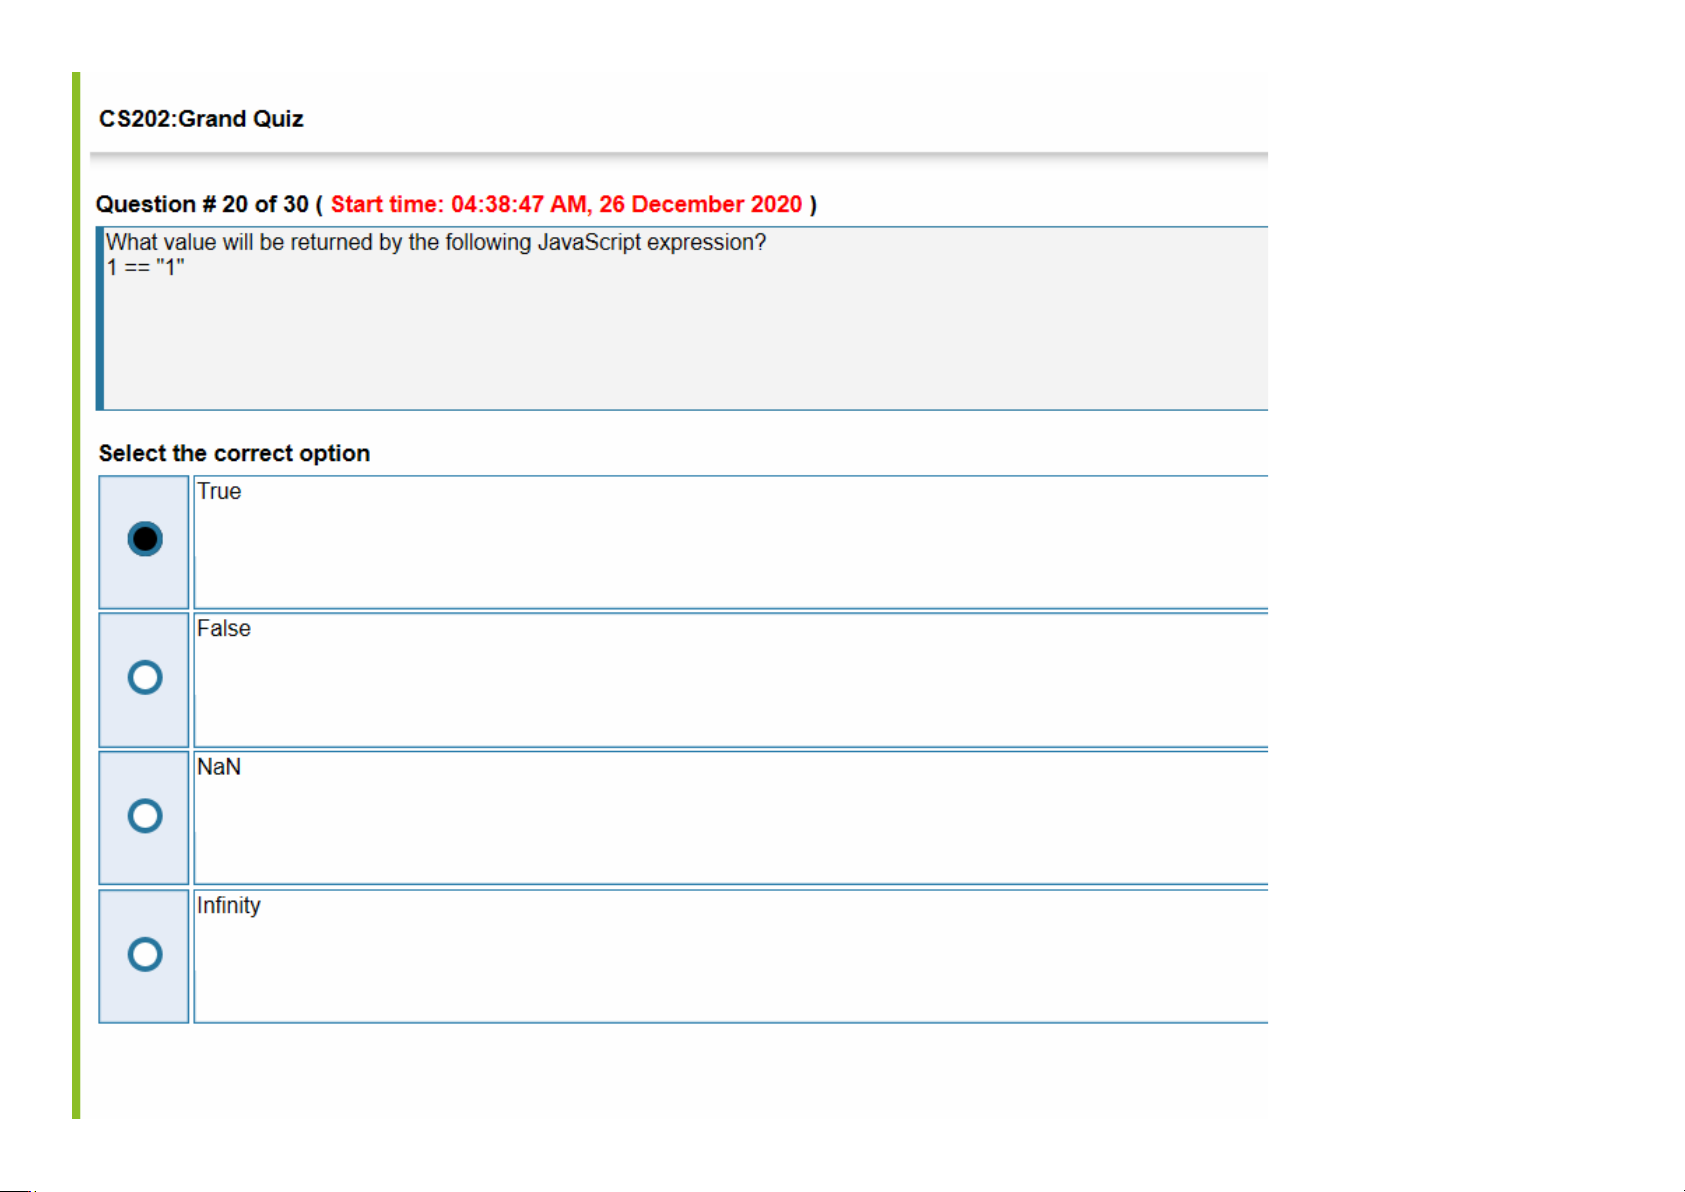 CS202:Grand Quiz
Question # 20 of 30 ( Start time: 04:38:47 AM, 26 December 2020 )
What value will be returned by the following JavaScript expression?
1 == "1"
Select the correct option
True
False
NaN
Infinity